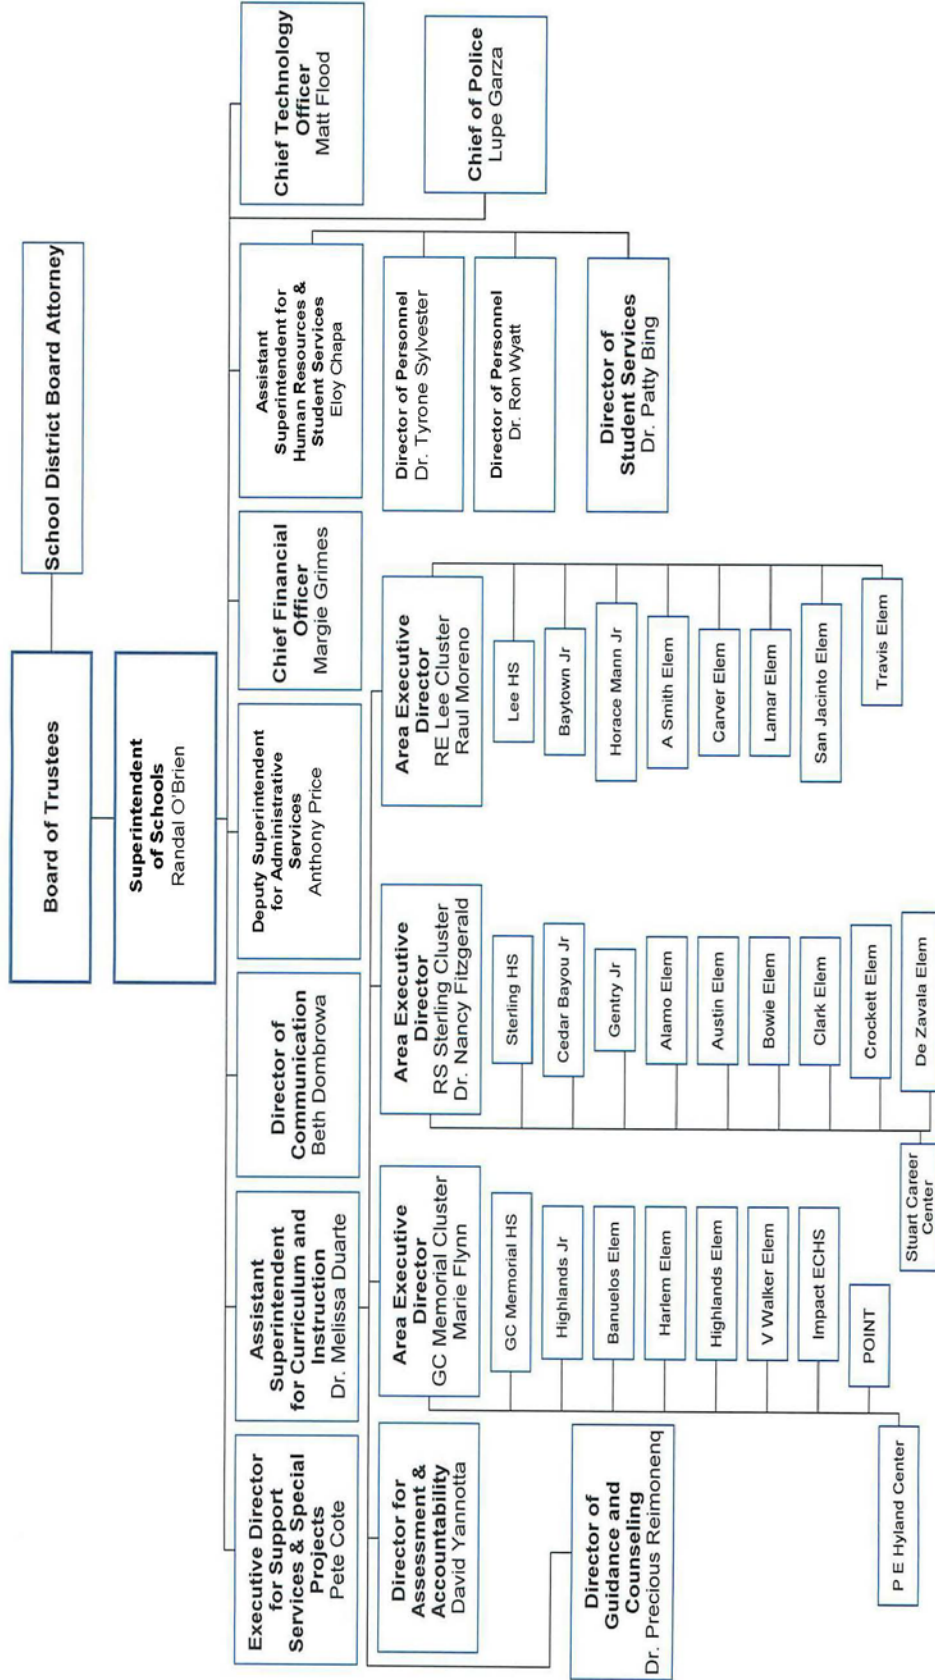 Board of Trustees
School District Board Attorney
Superintendent
of Schools
Randal O'Brien
Executive Director
for Support
Services & Special
Projects
Pete Cote
Assistant
Superintendent
for Curriculum and
Instruction
Dr. Melissa Duarte
Director of
Communication
Beth Dombrowa
Deputy Superintendent
for Administrative
Services
Anthony Price
Chief Financial
Officer
Margie Grimes
Assistant
Superintendent for
Human Resources &
Student Services
Eloy Chapa
Chief Technology
Officer
Matt Flood
Director for
Assessment &
Accountability
David Yannotta
Area Executive
Director
GC Memorial Cluster
Marie Flynn
Area Executive
Director
RS Sterling Cluster
Dr. Nancy Fitzgerald
Area Executive
Director
RE Lee Cluster
Raul Moreno
Director of Personnel
Dr. Tyrone Sylvester
Chief of Police
Lupe Garza
Director of Personnel
Dr. Ron Wyatt
Director of
Student Services
Dr. Patty Bing
Director of
Guidance and
Counseling
Dr. Precious Reimonenq
GC Memorial HS
Highlands Jr
Banuelos Elem
Harlem Elem
Highlands Elem
V Walker Elem
Impact ECHS
POINT
P E Hyland Center
Sterling HS
Cedar Bayou Jr
Gentry Jr
Alamo Elem
Austin Elem
Bowie Elem
Clark Elem
Crockett Elem
De Zavala Elem
Stuart Career
Center
Lee HS
Baytown Jr
Horace Mann Jr
A Smith Elem
Carver Elem
Lamar Elem
San Jacinto Elem
Travis Elem